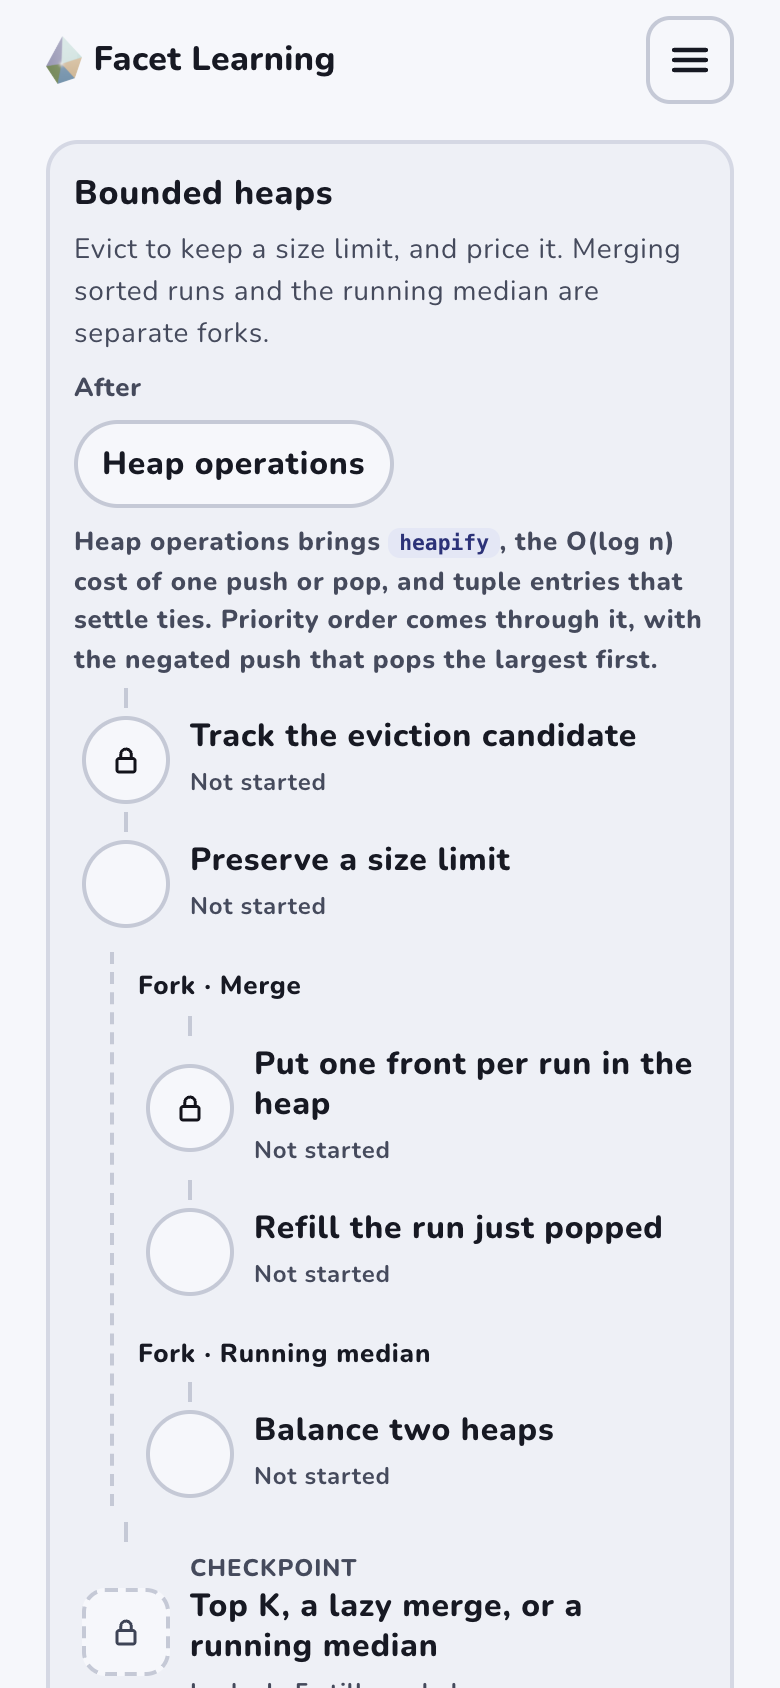 Facet Learning
Bounded heaps
Evict to keep a size limit, and price it. Merging
sorted runs and the running median are
separate forks.
After
Heap operations
Heap operations brings heapify, the O(log n)
cost of one push or pop, and tuple entries that
settle ties. Priority order comes through it, with
the negated push that pops the largest first.
Track the eviction candidate
Not started
Preserve a size limit
Not started
Fork · Merge
Put one front per run in the
heap
Not started
Refill the run just popped
Not started
Fork · Running median
Balance two heaps
Not started
CHECKPOINT
Top K, a lazy merge, or a
running median